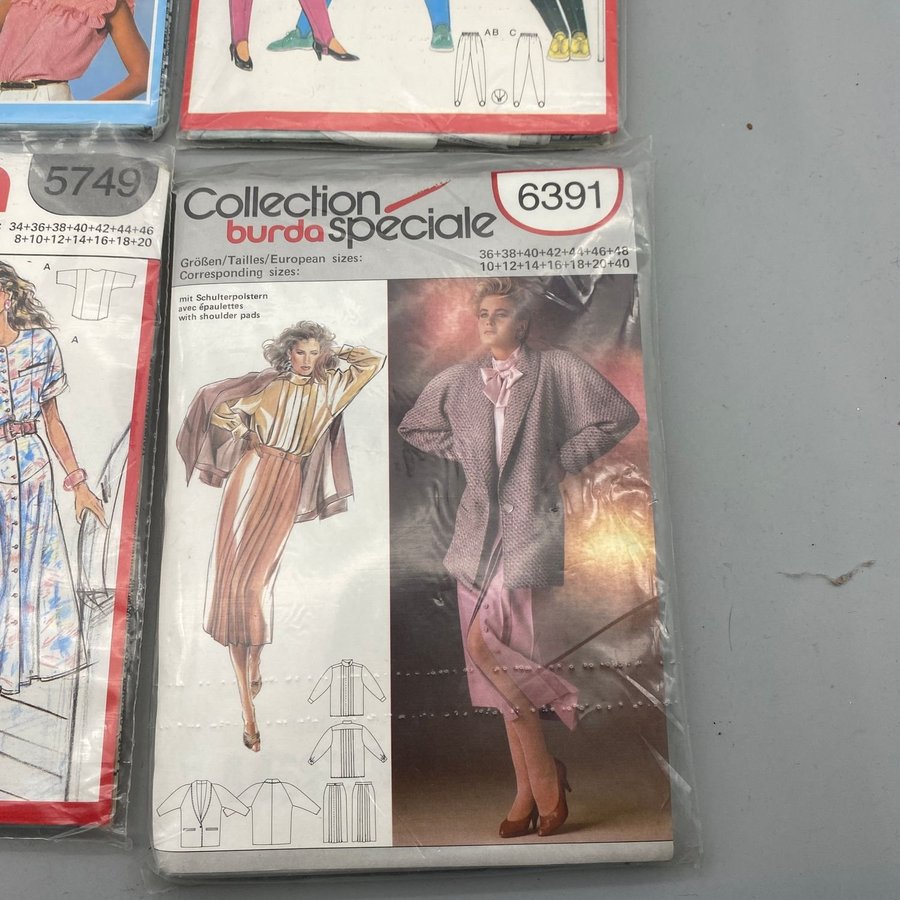 AB C
5749
34+36+38+40+42+44+46
8+10+12+14+16+18+20
A
A
Collection
burda spéciale
6391
Größen/Tailles/European sizes:
36+38+40+42+44+46+48
Corresponding sizes:
10+12+14+16+18+20+40
mit Schulterpolstern
avec épaulettes
with shoulder pads